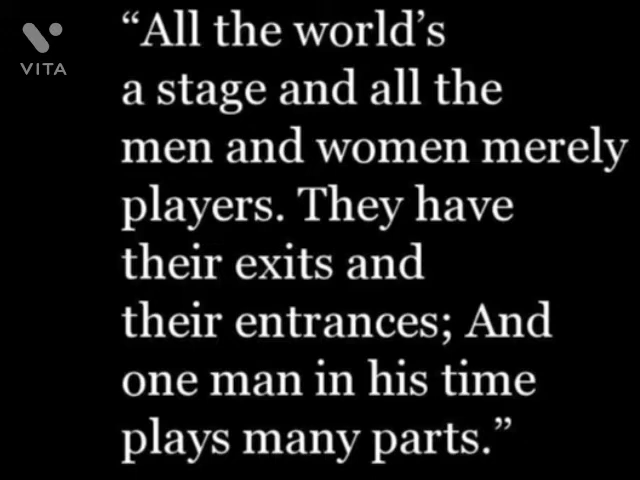 VITA
“All the world’s
a stage and all the
men and women merely
players. They have
their exits and
their entrances; And
one man in his time
plays many parts.”